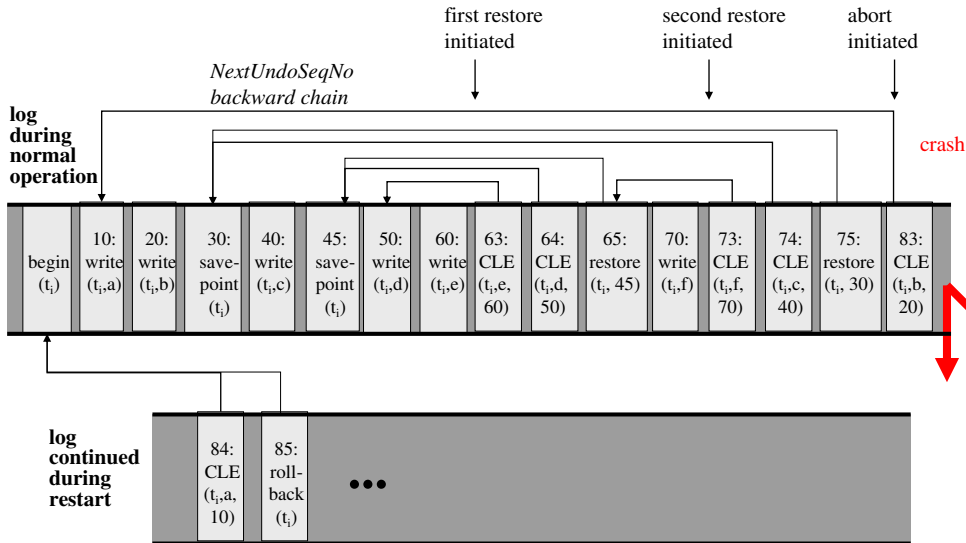 first restore
initiated
second restore
initiated
abort
initiated
NextUndoSeqNo
backward chain
log
during
normal
operation
crash
begin
(ti)
10:
write
(ti,a)
20:
write
(ti,b)
30:
save-
point
(ti)
40:
write
(ti,c)
45:
save-
point
(ti)
50:
write
(ti,d)
60:
write
(ti,e)
63:
CLE
(ti,e,
60)
64:
CLE
(ti,d,
50)
65:
restore
(ti, 45)
70:
write
(ti,f)
73:
CLE
(ti,f,
70)
74:
CLE
(ti,c,
40)
75:
restore
(ti, 30)
83:
CLE
(ti,b,
20)
log
continued
during
restart
84:
CLE
(ti,a,
10)
85:
roll-
back
(ti)
•••